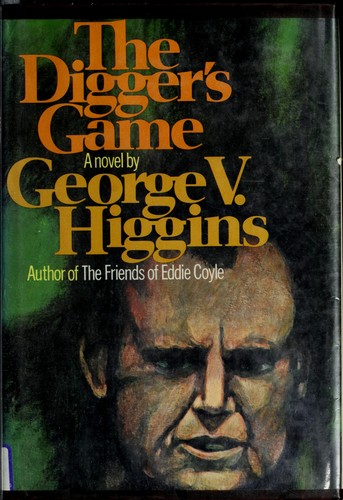 The
Digger's
Game
A novel by
George V.
Higgins
Author of The Friends of Eddie Coyle